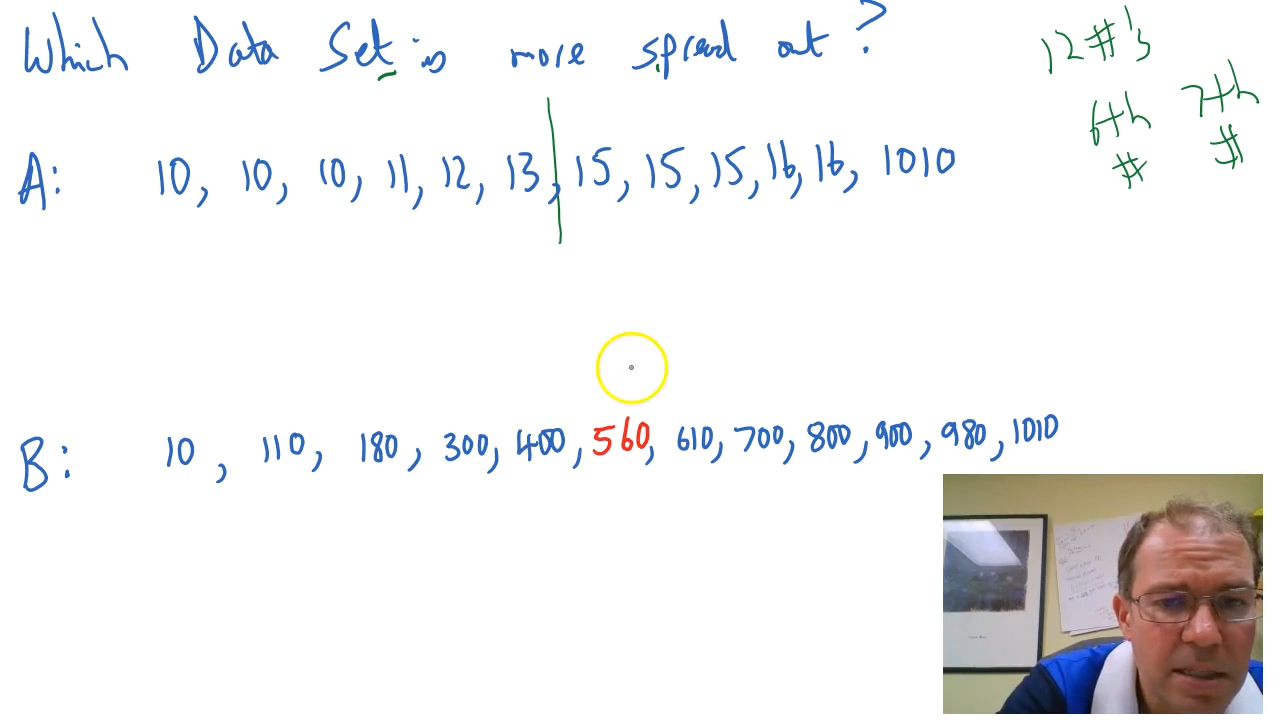 Which Data Set is more spread out?
12 #'s
6th # 7th #
A: 10, 10, 10, 11, 12, 13, 15, 15, 15, 16, 16, 1010
B: 10, 110, 180, 300, 400, 560, 610, 700, 800, 900, 980, 1010